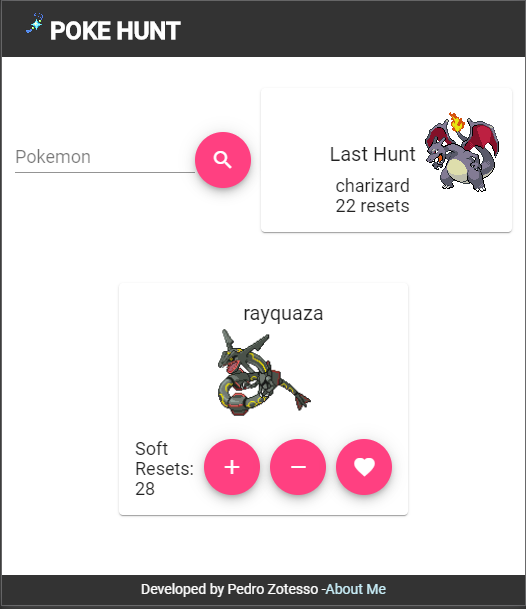 POKE HUNT
Pokemon
Last Hunt
charizard
22 resets
rayquaza
Soft
Resets:
28
Developed by Pedro Zotesso -About Me